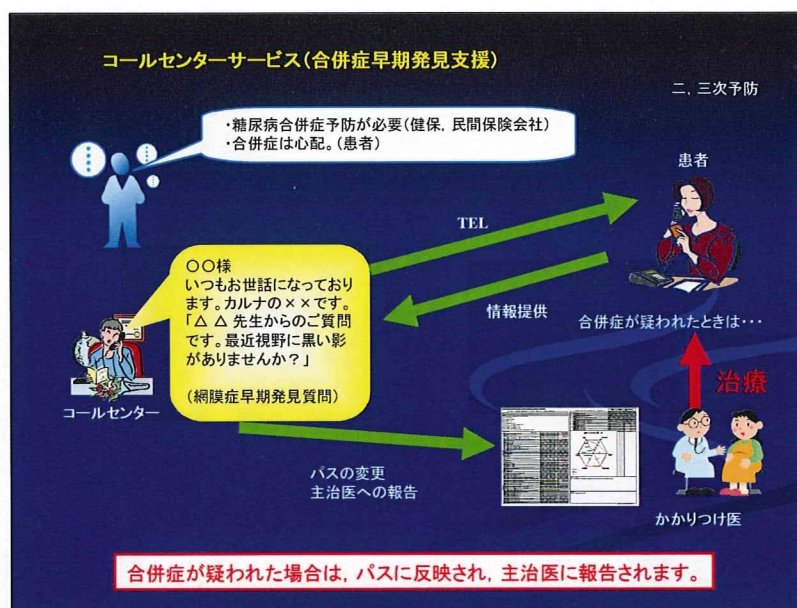 コールセンターサービス(合併症早期発見支援)
二,三次予防
・糖尿病合併症予防が必要(健保,民間保険会社)
・合併症は心配。(患者)
患者
TEL
〇〇様
いつもお世話になっており
ます。カルナの××です。
「△ △ 先生からのご質問
です。最近視野に黒い影
がありませんか?」
(網膜症早期発見質問)
情報提供
合併症が疑われたときは…
治療
コールセンター
パスの変更
主治医への報告
かかりつけ医
合併症が疑われた場合は,パスに反映され,主治医に報告されます。